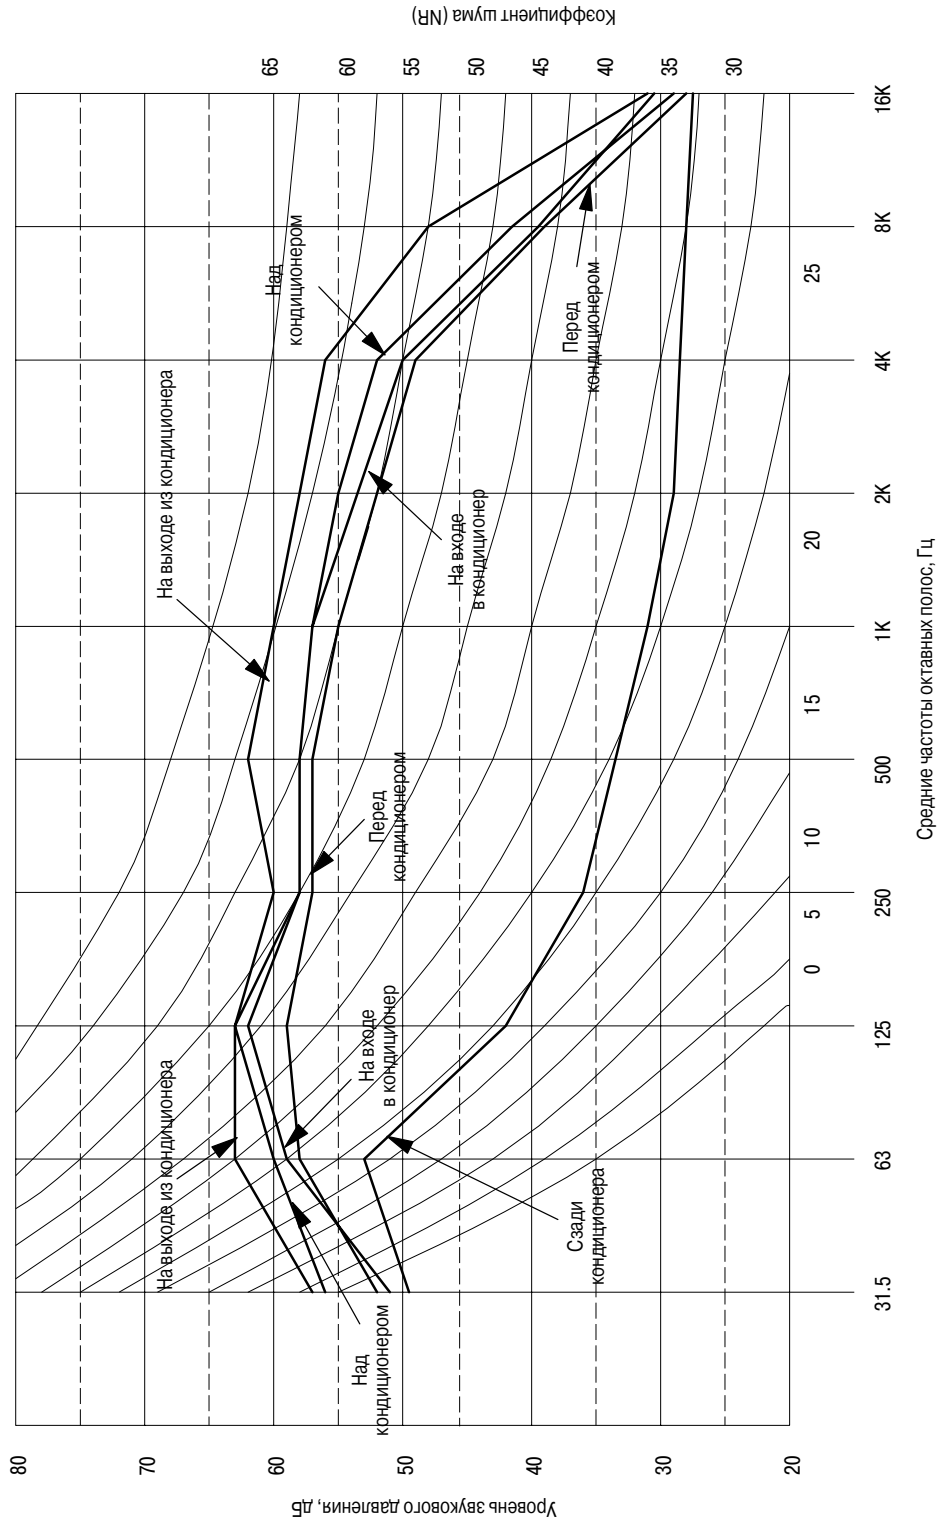 Коэффициент шума (NR)
65
60
57
55
50
47
45
40
35
33
30
16K
8K
4K
2K
1K
500
250
125
63
31.5
25
20
15
10
5
0
Над
кондиционером
Перед
кондиционером
На выходе из кондиционера
На входе
в кондиционер
Перед
кондиционером
На входе
в кондиционер
На выходе из кондиционера
Сзади
кондиционера
Над
кондиционером
80
70
60
50
40
30
20
Уровень звукового давления, дБ
Средние частоты октавных полос, Гц